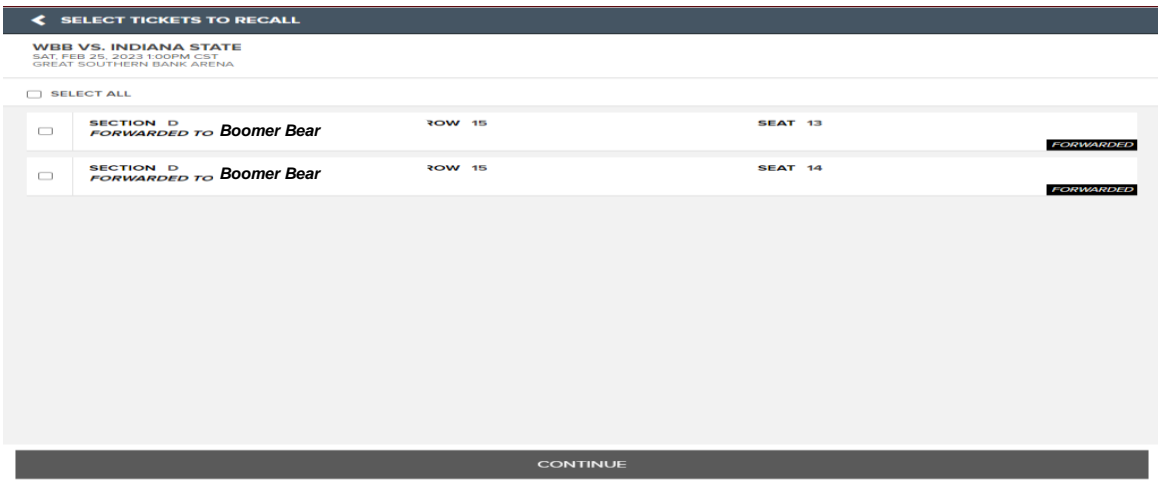 SELECT TICKETS TO RECALL
WBB VS. INDIANA STATE
SAT, FEB 25, 2023 1:00PM CST
GREAT SOUTHERN BANK ARENA
SELECT ALL
SECTION D ROW 15 SEAT 13
FORWARDED TO Boomer Bear
FORWARDED
SECTION D ROW 15 SEAT 14
FORWARDED TO Boomer Bear
FORWARDED
CONTINUE